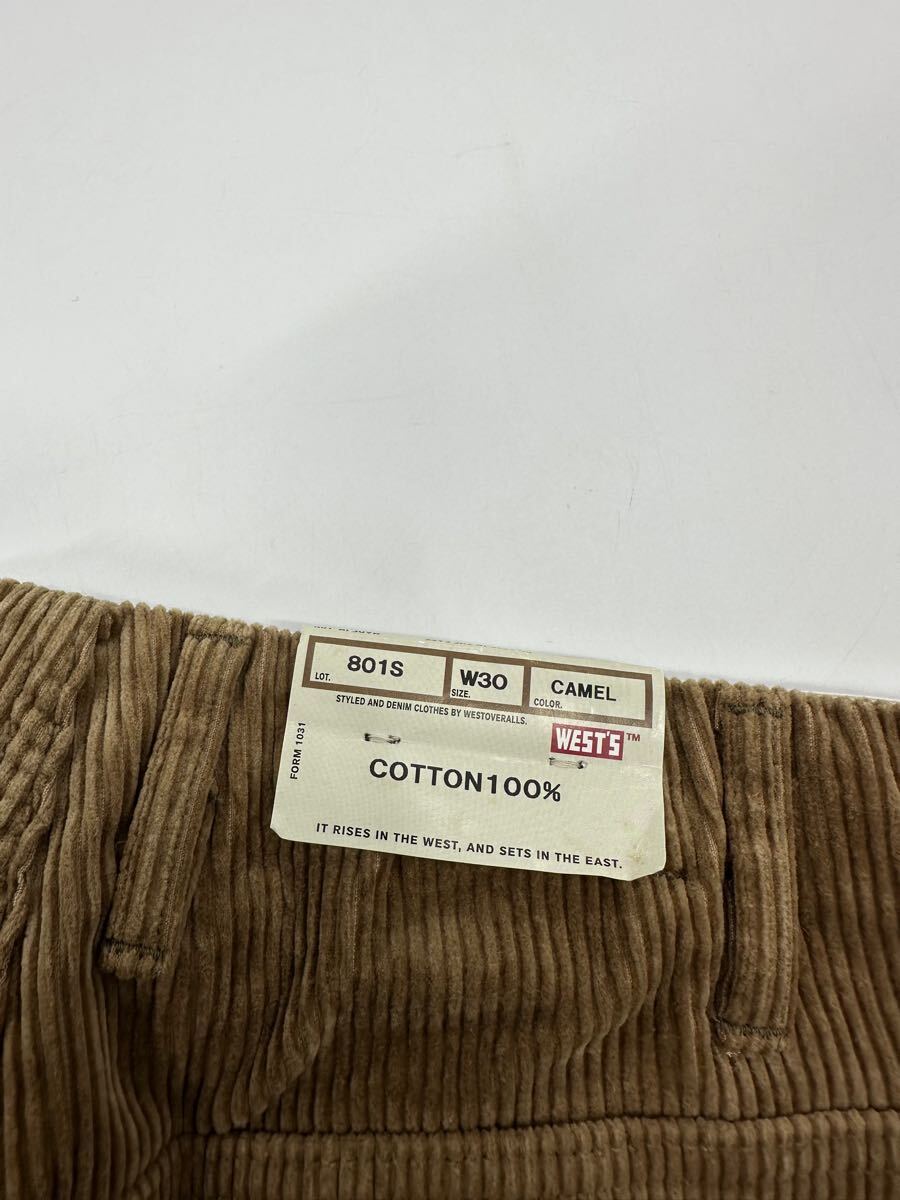 LOT. 801S SIZE. W30 COLOR. CAMEL
STYLED AND DENIM CLOTHES BY WESTOVERALLS.
WEST'S™
FORM 1031
COTTON100%
IT RISES IN THE WEST, AND SETS IN THE EAST.